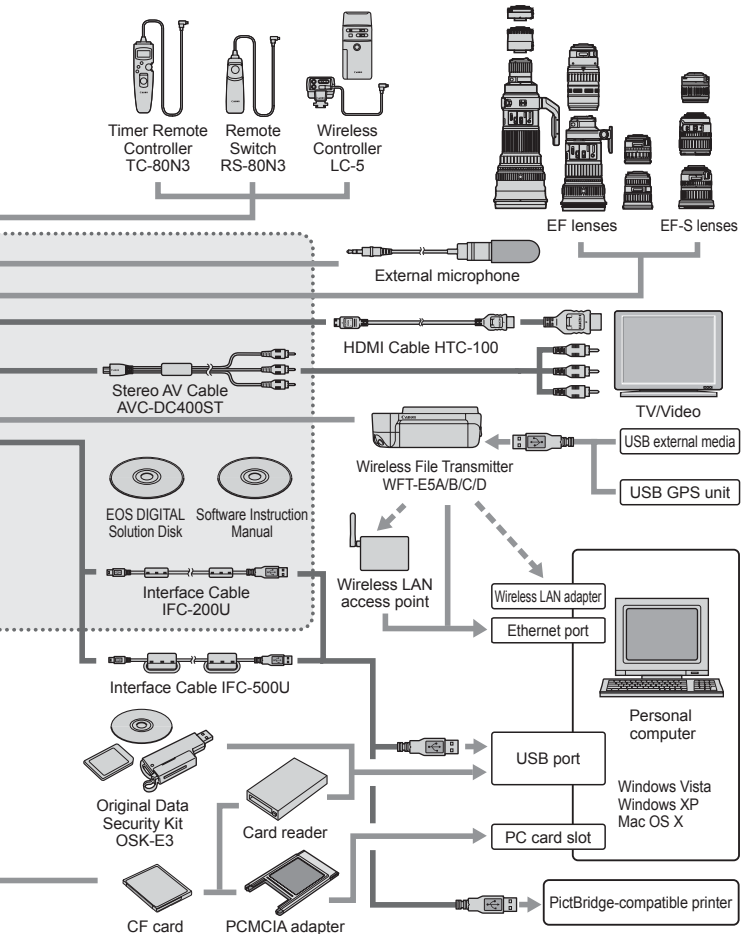 Timer Remote
Controller
TC-80N3
Remote
Switch
RS-80N3
Wireless
Controller
LC-5
EF lenses
EF-S lenses
External microphone
HDMI Cable HTC-100
Stereo AV Cable
AVC-DC400ST
TV/Video
Canon
Wireless File Transmitter
WFT-E5A/B/C/D
USB external media
USB GPS unit
EOS DIGITAL
Solution Disk
Software Instruction
Manual
Wireless LAN
access point
Wireless LAN adapter
Ethernet port
Interface Cable
IFC-200U
Interface Cable IFC-500U
Personal
computer
USB port
Windows Vista
Windows XP
Mac OS X
Original Data
Security Kit
OSK-E3
Card reader
PC card slot
CF card
PCMCIA adapter
PictBridge-compatible printer